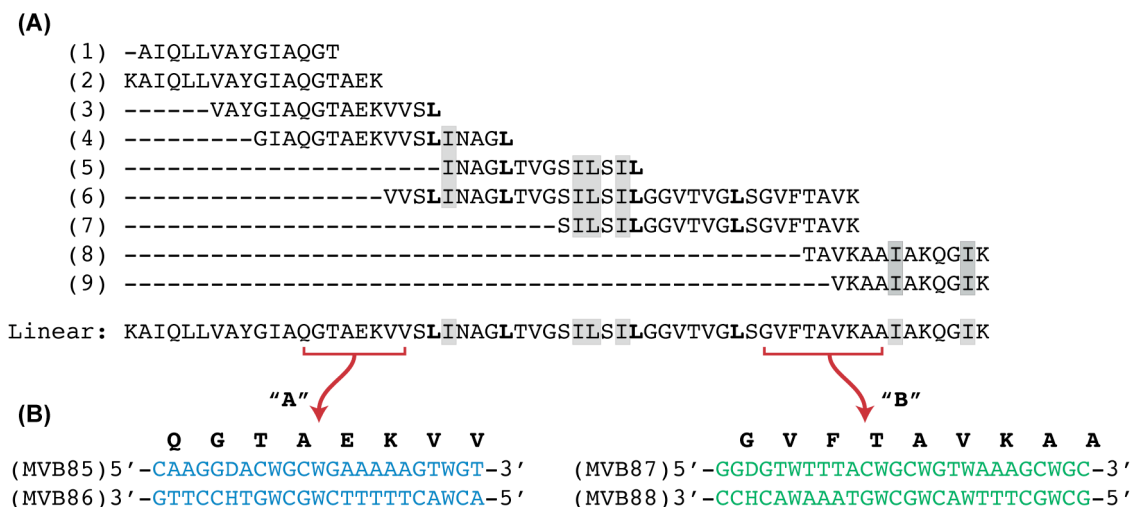 (A)
(1) -AIQLLVAYGIAQGT
(2) KAIQLLVAYGIAQGTAEK
(3) ------VAYGIAQGTAEKVVSL
(4) ---------GIAQGTAEKVVSLINAGL
(5) ----------------------INAGLTVGSILSIL
(6) ------------------VVSLINAGLTVGSILSILGGVTVGLSGVFTAVK
(7) ------------------------------SILSILGGVTVGLSGVFTAVK
(8) -----------------------------------------------TAVKAAIAKQGIK
(9) -------------------------------------------------VKAAIAKQGIK
Linear: KAIQLLVAYGIAQGTAEKVVSLINAGLTVGSILSILGGVTVGLSGVFTAVKAAIAKQGIK
“A” “B”
(B)
Q G T A E K V V G V F T A V K A A
(MVB85)5’-CAAGGDACWGCWGAAAAAGTWGT-3’ (MVB87)5’-GGDGTWTTTACWGCWGTWAAAGCWGC-3’
(MVB86)3’-GTTCCHTGWCGWCTTTTTCAWCA-5’ (MVB88)3’-CCHCAWAAATGWCGWCAWTTTCGWCG-5’